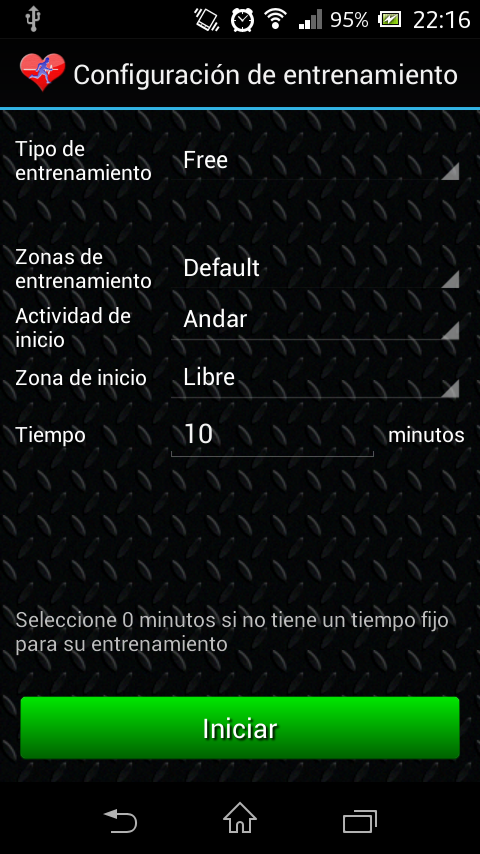 95% 22:16
Configuración de entrenamiento
Tipo de
entrenamiento
Free
Zonas de
entrenamiento
Default
Actividad de
inicio
Andar
Zona de inicio
Libre
Tiempo
10
minutos
Seleccione 0 minutos si no tiene un tiempo fijo
para su entrenamiento
Iniciar